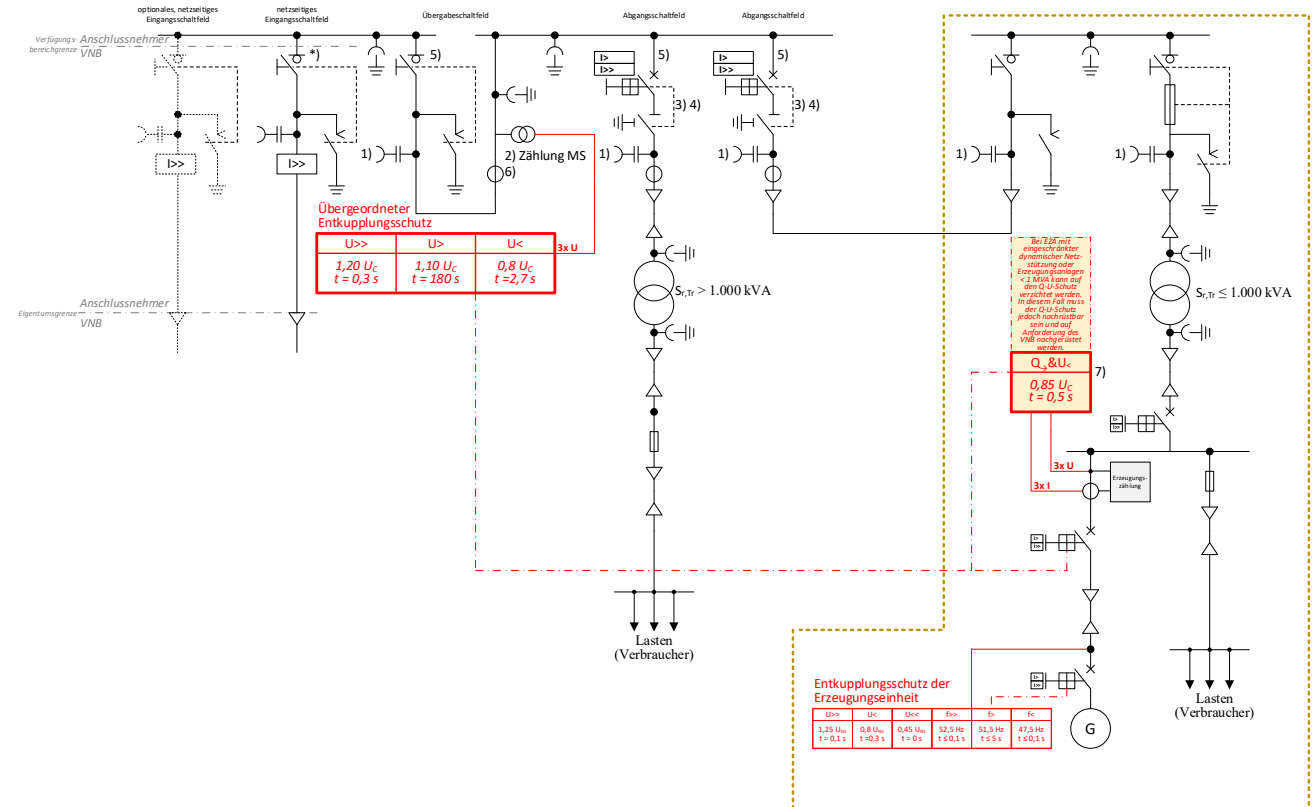 optionales, netzseitiges
Eingangsschaltfeld
netzseitiges
Eingangsschaltfeld
Übergabeschaltfeld
Abgangsschaltfeld
Abgangsschaltfeld
Verfügungs-
bereichgrenze
Anschlussnehmer
VNB
*)
5)
5)
5)
I>
I>>
I>
I>>
3) 4)
3) 4)
1)
2) Zählung MS
6)
1)
1)
1)
1)
I>>
I>>
Übergeordneter
Entkupplungsschutz
U>>
U>
U<
1,20 UC
t = 0,3 s
1,10 UC
t = 180 s
0,8 UC
t =2,7 s
3x U
Eigentumsgrenze
Anschlussnehmer
VNB
Sr,Tr > 1.000 kVA
Sr,Tr ≤ 1.000 kVA
Bei EZA mit
eingeschränkter
dynamischer Netz-
stützung oder
Erzeugungsanlagen
< 1 MVA kann auf
den Q-U-Schutz
verzichtet werden.
In diesem Fall muss
der Q-U-Schutz
jedoch nachrüstbar
sein und auf
Anforderung des
VNB nachgerüstet
werden.
Q→&U<
7)
0,85 UC
t = 0,5 s
I>
I>>
3x U
3x I
Erzeugungs-
zählung
I>
I>>
Lasten
(Verbraucher)
I>
I>>
Entkupplungsschutz der
Erzeugungseinheit
U>>
U<
U<<
f>>
f>
f<
1,25 UNS
t = 0,1 s
0,8 UNS
t =0,3 s
0,45 UNS
t = 0 s
52,5 Hz
t ≤ 0,1 s
51,5 Hz
t ≤ 5 s
47,5 Hz
t ≤ 0,1 s
G
Lasten
(Verbraucher)